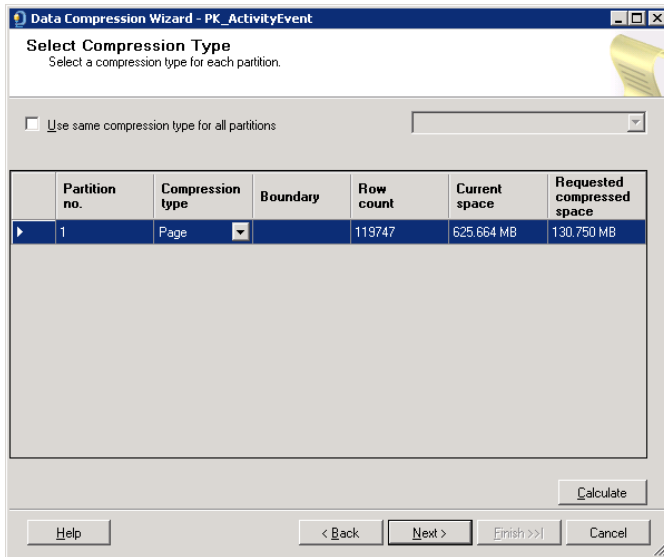 Data Compression Wizard - PK_ActivityEvent
Select Compression Type
Select a compression type for each partition.
Use same compression type for all partitions
Partition no.
Compression type
Boundary
Row count
Current space
Requested compressed space
1
Page
119747
625.664 MB
130.750 MB
Calculate
Help
< Back
Next >
Finish >>|
Cancel